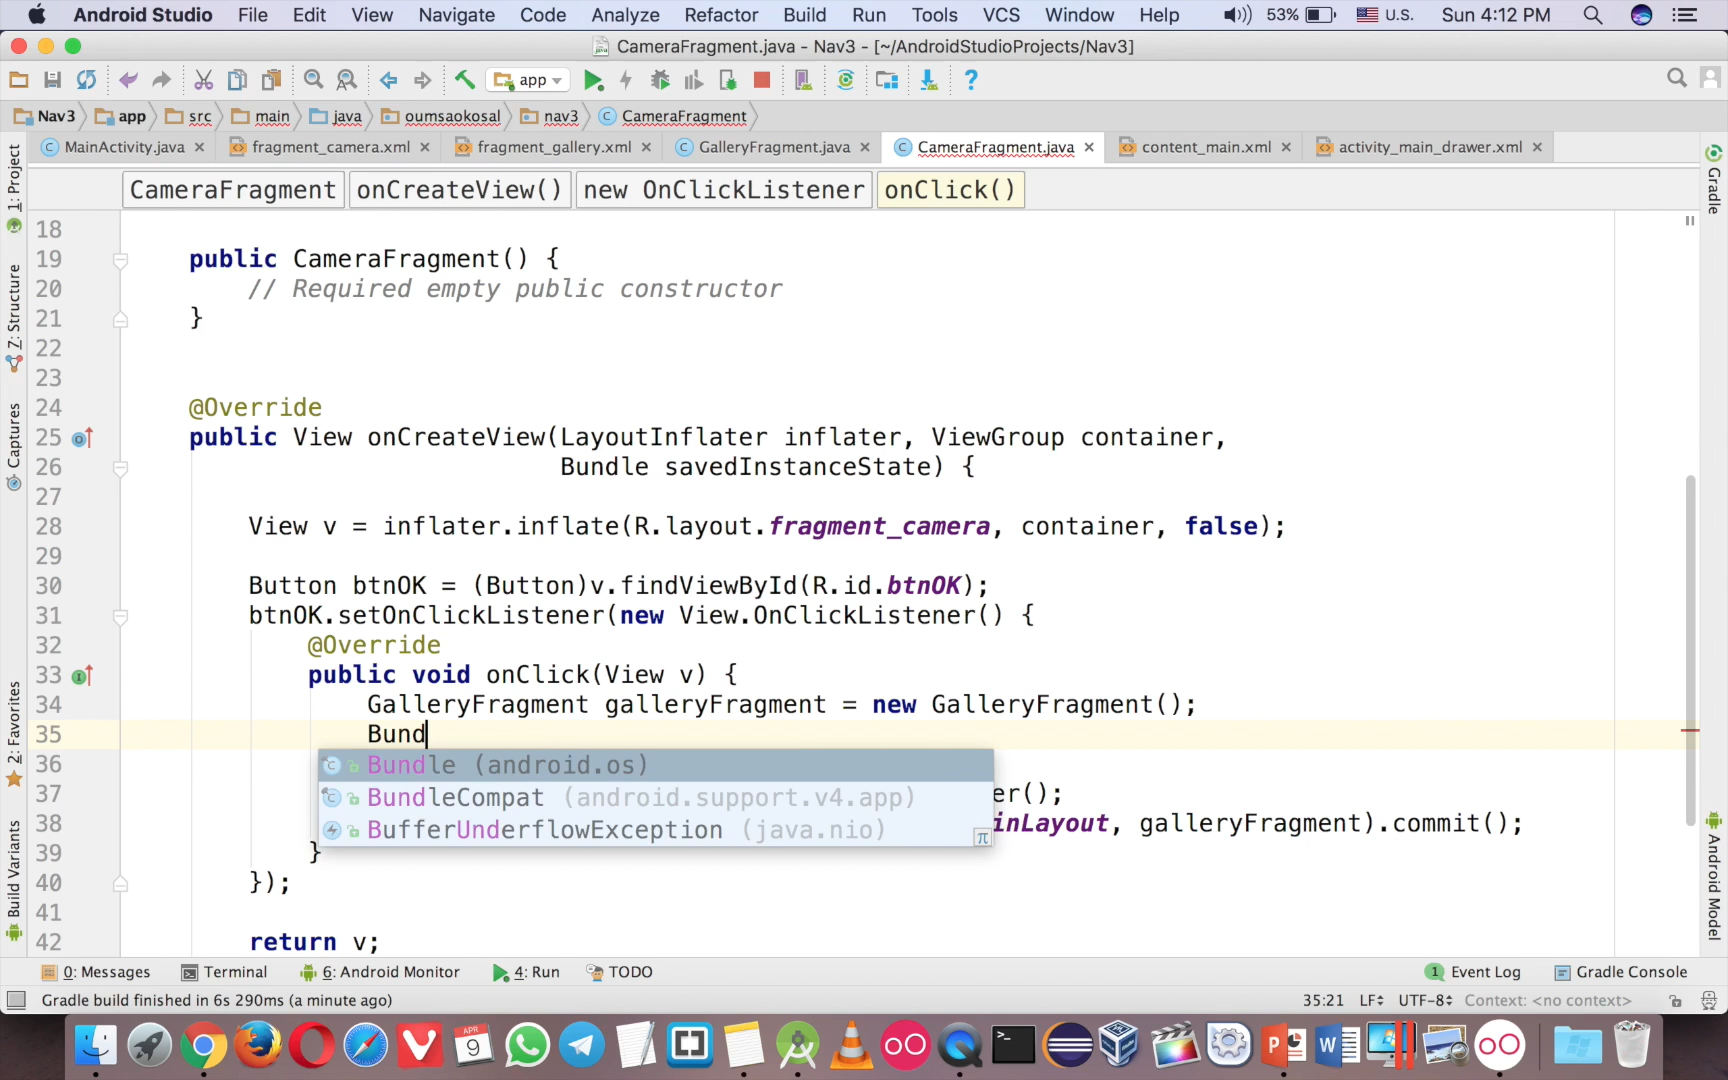 Android Studio File Edit View Navigate Code Analyze Refactor Build Run Tools VCS Window Help 53% U.S. Sun 4:12 PM
CameraFragment.java - Nav3 - [~/AndroidStudioProjects/Nav3]
app
Nav3 app src main java oumsaokosal nav3 CameraFragment
MainActivity.java fragment_camera.xml fragment_gallery.xml GalleryFragment.java CameraFragment.java content_main.xml activity_main_drawer.xml
CameraFragment onCreateView() new OnClickListener onClick()
1: Project
Z: Structure
Captures
2: Favorites
Build Variants
Gradle
Android Model
18
19 public CameraFragment() {
20 // Required empty public constructor
21 }
22
23
24 @Override
25 public View onCreateView(LayoutInflater inflater, ViewGroup container,
26 Bundle savedInstanceState) {
27
28 View v = inflater.inflate(R.layout.fragment_camera, container, false);
29
30 Button btnOK = (Button)v.findViewById(R.id.btnOK);
31 btnOK.setOnClickListener(new View.OnClickListener() {
32 @Override
33 public void onClick(View v) {
34 GalleryFragment galleryFragment = new GalleryFragment();
35 Bund
36 Bundle (android.os)
37 BundleCompat (android.support.v4.app) er();
38 BufferUnderflowException (java.nio) π inLayout, galleryFragment).commit();
39 }
40 });
41
42 return v;
0: Messages Terminal 6: Android Monitor 4: Run TODO 1 Event Log Gradle Console
Gradle build finished in 6s 290ms (a minute ago) 35:21 LF UTF-8 Context: <no context>
APR
9